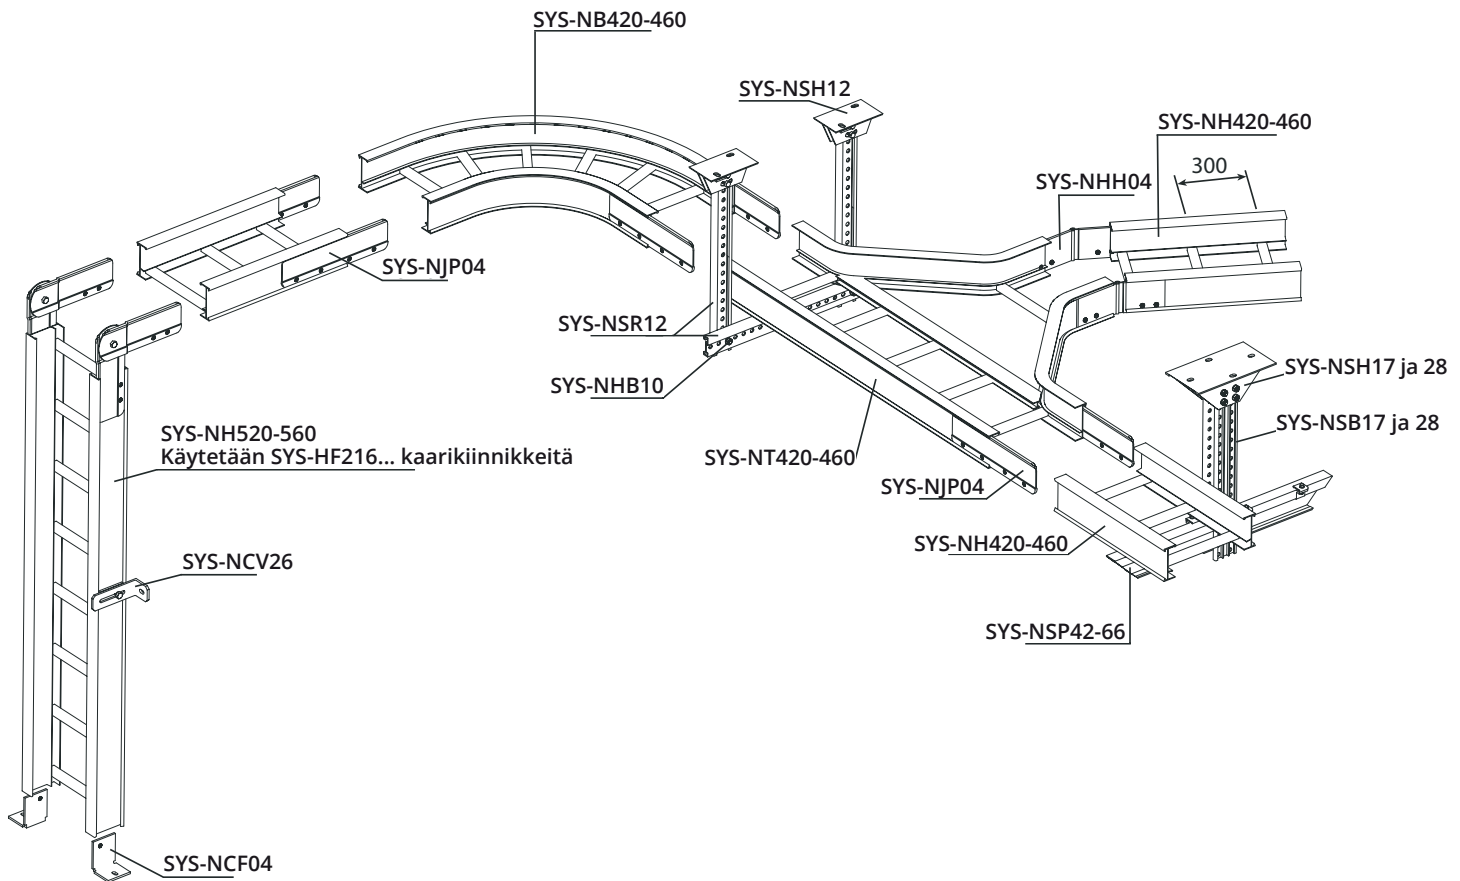 SYS-NB420-460
SYS-NSH12
SYS-NH420-460
300
SYS-NHH04
SYS-NJP04
SYS-NSR12
SYS-NHB10
SYS-NSH17 ja 28
SYS-NSB17 ja 28
SYS-NH520-560
Käytetään SYS-HF216... kaarikiinnikkeitä
SYS-NT420-460
SYS-NJP04
SYS-NH420-460
SYS-NCV26
SYS-NSP42-66
SYS-NCF04